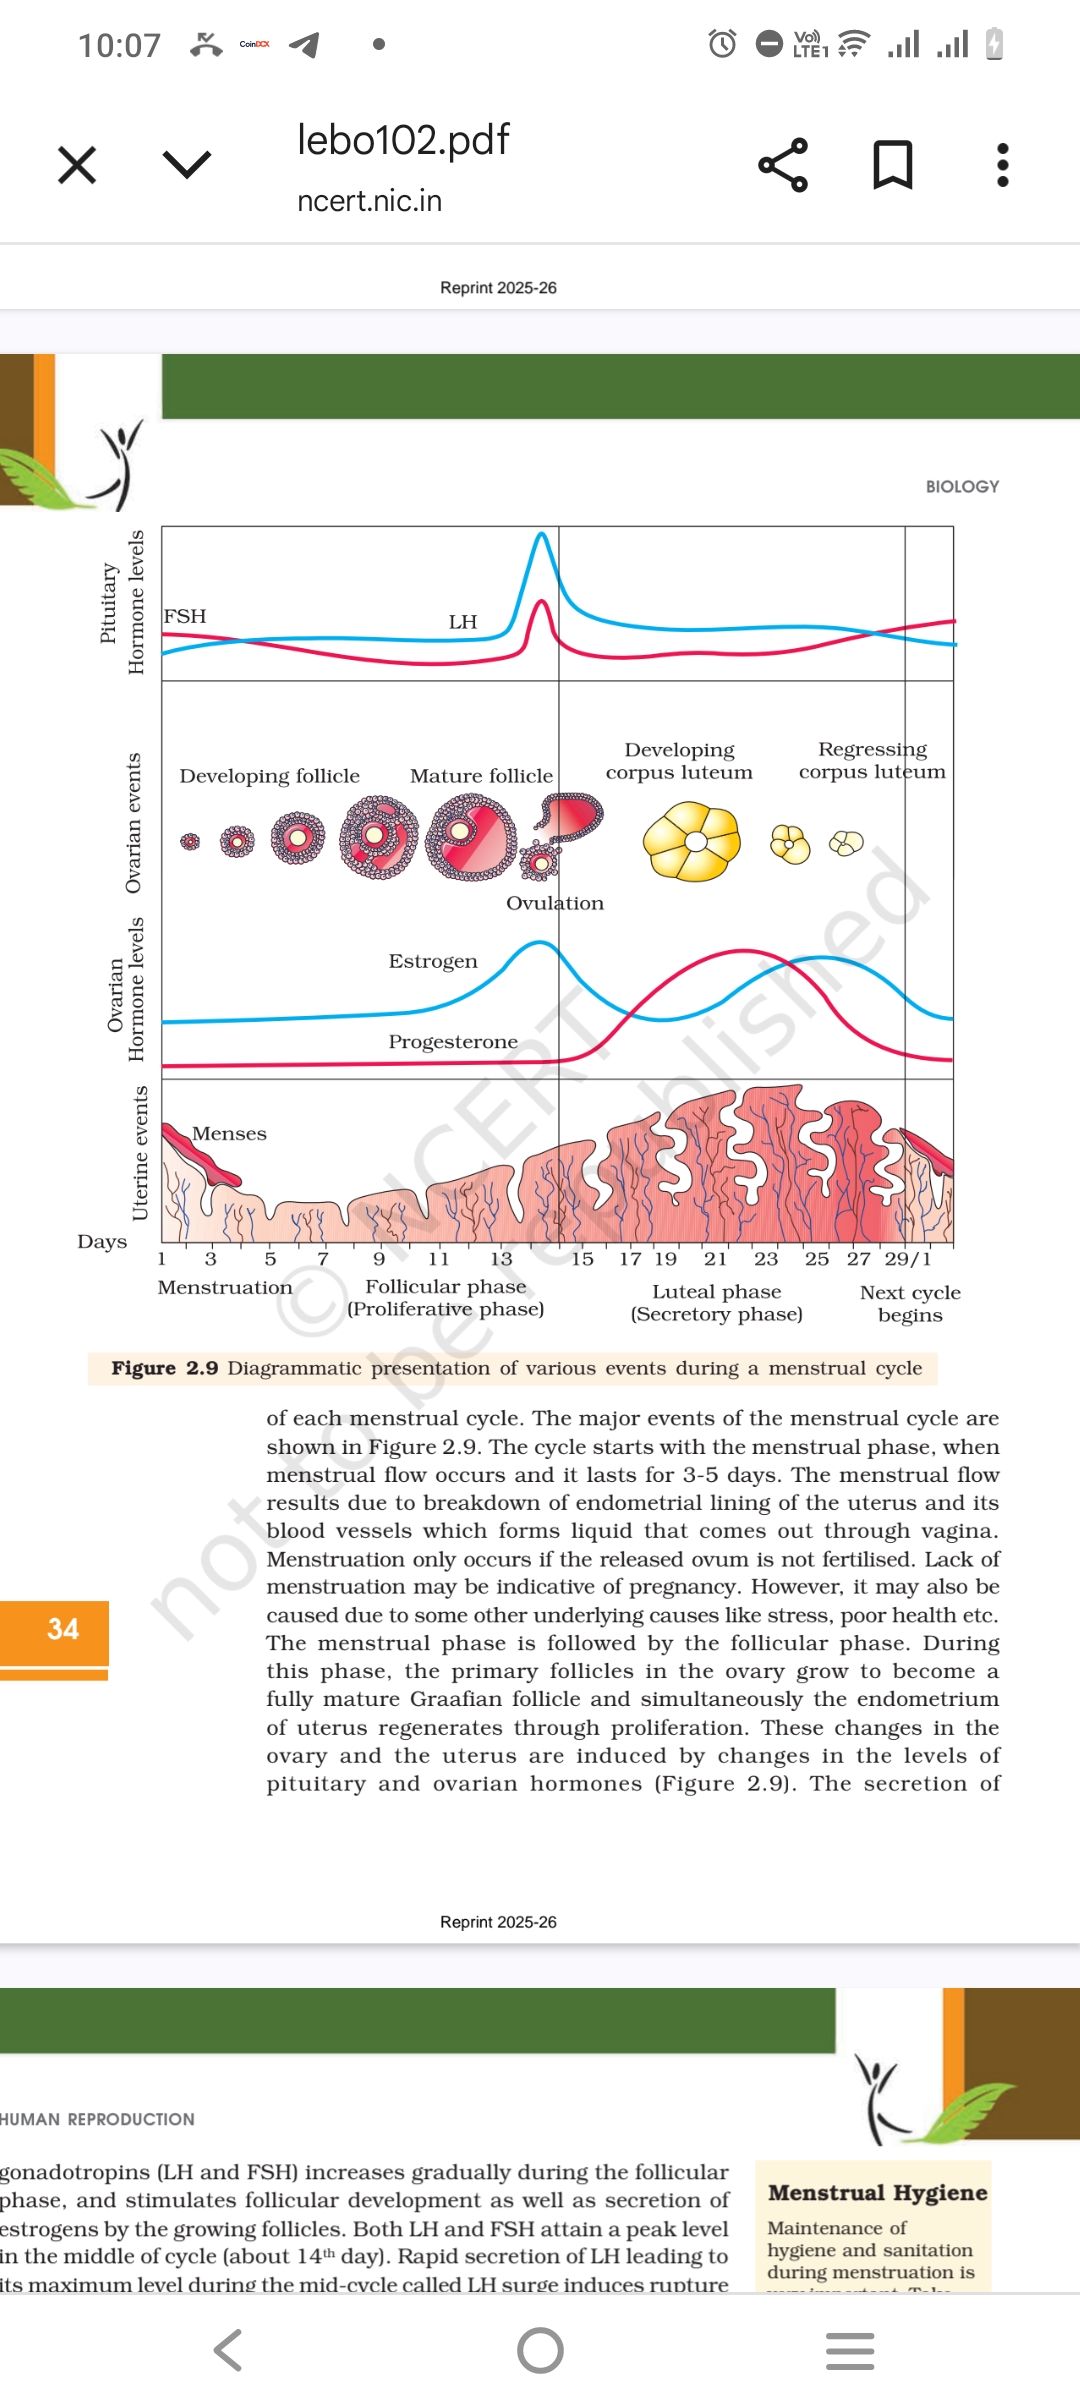 10:07
CoinDCX
Vo)
LTE1
lebo102.pdf
ncert.nic.in
Reprint 2025-26
BIOLOGY
Pituitary
Hormone levels
FSH
LH
Ovarian events
Developing follicle
Mature follicle
Developing
corpus luteum
Regressing
corpus luteum
Ovulation
Ovarian
Hormone levels
Estrogen
Progesterone
Uterine events
Menses
Days
1 3 5 7 9 11 13 15 17 19 21 23 25 27 29/1
Menstruation
Follicular phase
(Proliferative phase)
Luteal phase
(Secretory phase)
Next cycle
begins
© NCERT
not to be republished
Figure 2.9 Diagrammatic presentation of various events during a menstrual cycle
of each menstrual cycle. The major events of the menstrual cycle are
shown in Figure 2.9. The cycle starts with the menstrual phase, when
menstrual flow occurs and it lasts for 3-5 days. The menstrual flow
results due to breakdown of endometrial lining of the uterus and its
blood vessels which forms liquid that comes out through vagina.
Menstruation only occurs if the released ovum is not fertilised. Lack of
menstruation may be indicative of pregnancy. However, it may also be
caused due to some other underlying causes like stress, poor health etc.
The menstrual phase is followed by the follicular phase. During
this phase, the primary follicles in the ovary grow to become a
fully mature Graafian follicle and simultaneously the endometrium
of uterus regenerates through proliferation. These changes in the
ovary and the uterus are induced by changes in the levels of
pituitary and ovarian hormones (Figure 2.9). The secretion of
34
Reprint 2025-26
HUMAN REPRODUCTION
gonadotropins (LH and FSH) increases gradually during the follicular
phase, and stimulates follicular development as well as secretion of
estrogens by the growing follicles. Both LH and FSH attain a peak level
in the middle of cycle (about 14th day). Rapid secretion of LH leading to
its maximum level during the mid-cycle called LH surge induces rupture
Menstrual Hygiene
Maintenance of
hygiene and sanitation
during menstruation is